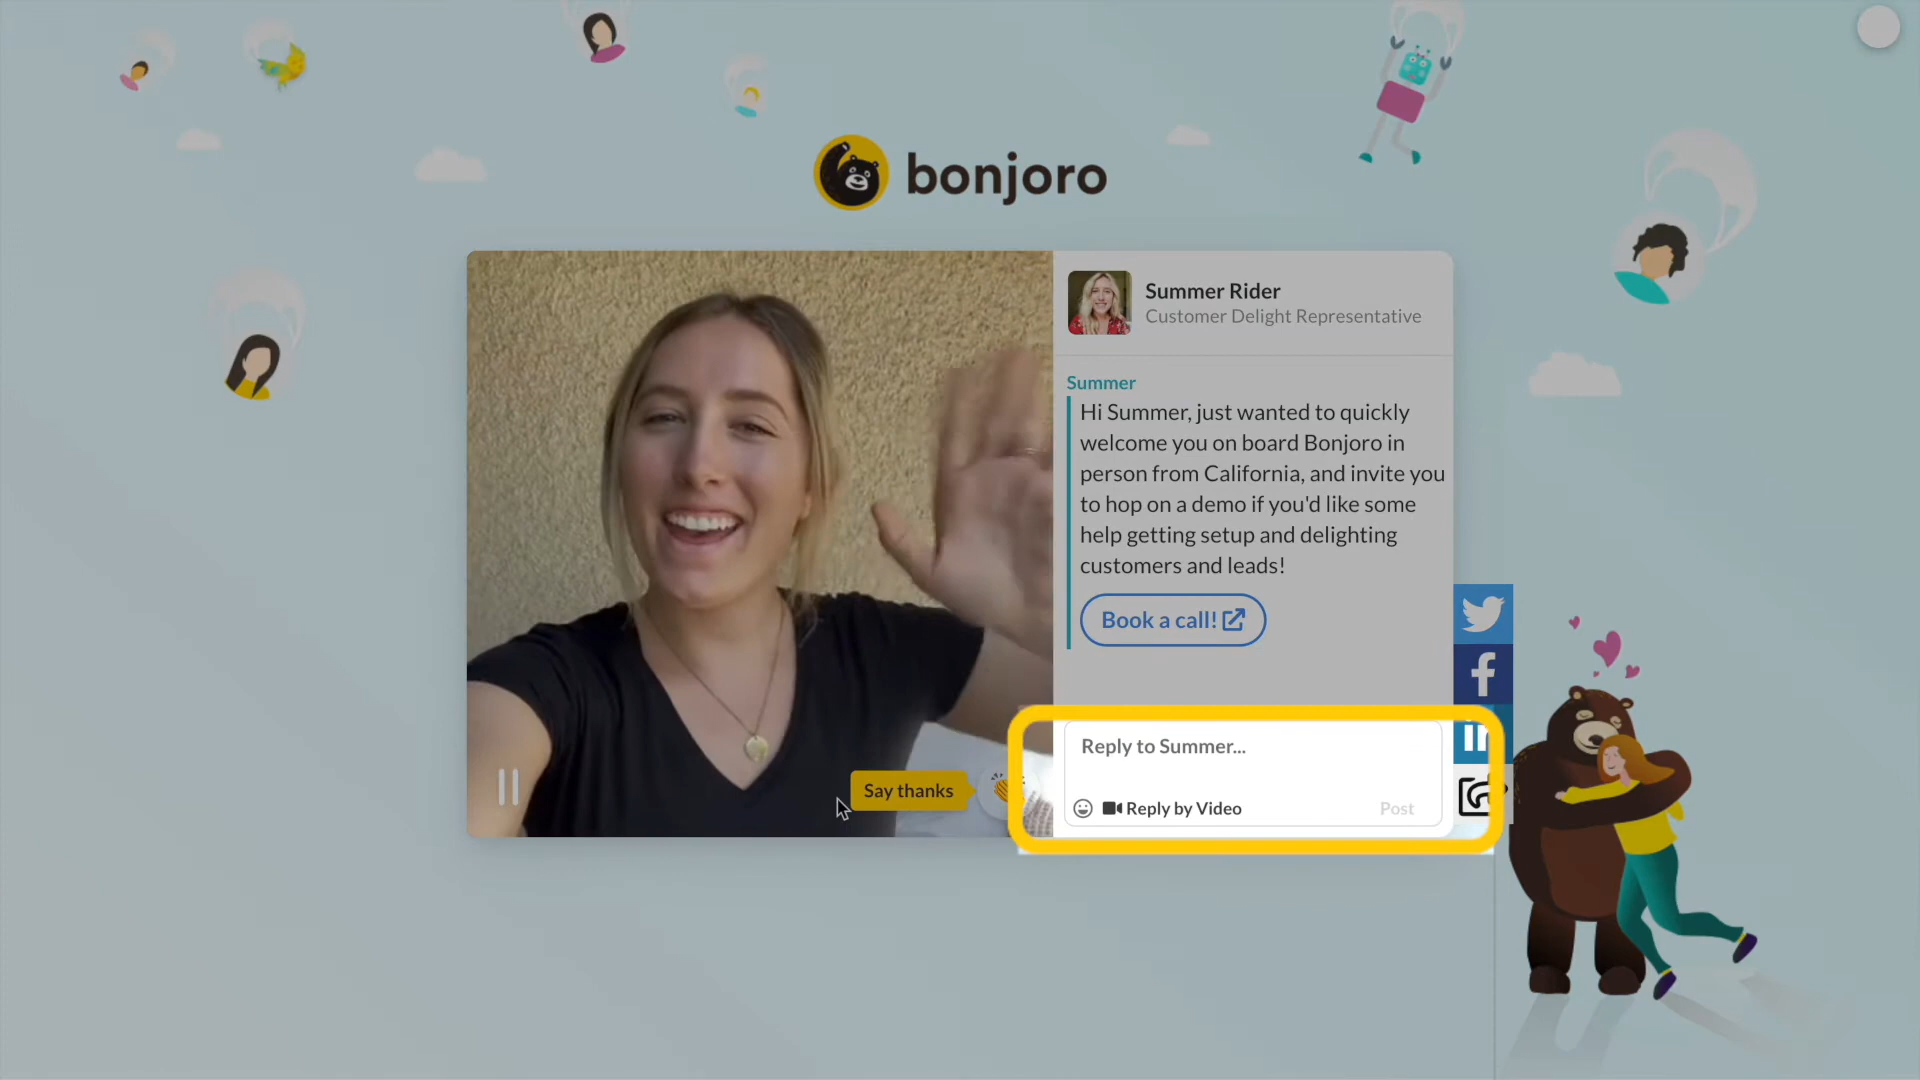 bonjoro
Summer Rider
Customer Delight Representative
Summer
Hi Summer, just wanted to quickly
welcome you on board Bonjoro in
person from California, and invite you
to hop on a demo if you'd like some
help getting setup and delighting
customers and leads!
Book a call!
Reply to Summer...
Say thanks
Reply by Video
Post